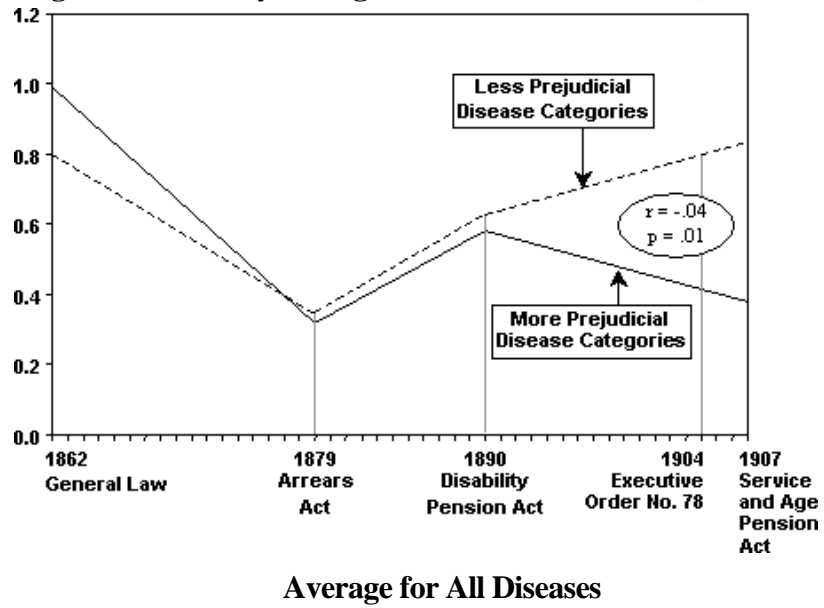 1.2
1.0
0.8
0.6
0.4
0.2
0.0
Less Prejudicial
Disease Categories
r = -.04
p = .01
More Prejudicial
Disease Categories
1862
General Law
1879
Arrears
Act
1890
Disability
Pension Act
1904
Executive
Order No. 78
1907
Service
and Age
Pension
Act
Average for All Diseases